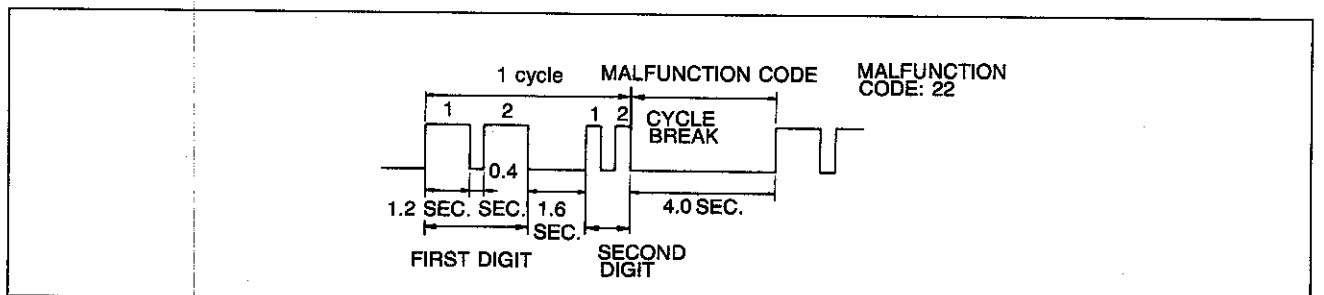 1 cycle MALFUNCTION CODE MALFUNCTION
CODE: 22
1 2 1 2 CYCLE
BREAK
0.4
1.2 SEC. SEC. 1.6 4.0 SEC.
SEC.
FIRST DIGIT SECOND
DIGIT